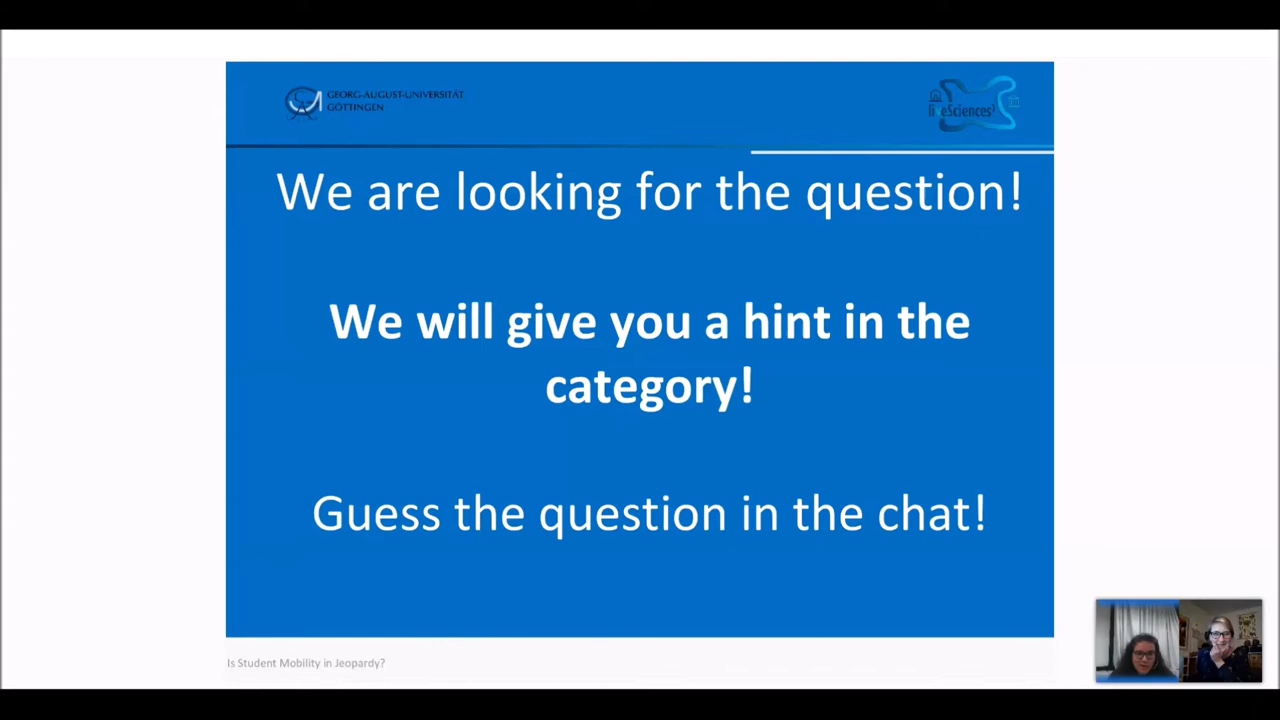 GEORG-AUGUST-UNIVERSITÄT
GÖTTINGEN
liveSciences³
We are looking for the question!
We will give you a hint in the
category!
Guess the question in the chat!
Is Student Mobility in Jeopardy?